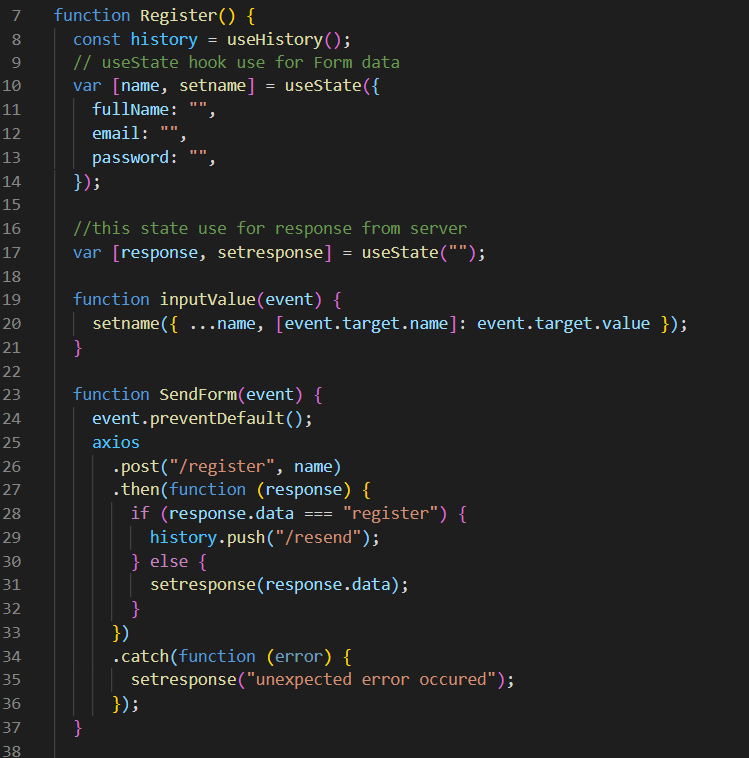 7 function Register() {
8 const history = useHistory();
9 // useState hook use for Form data
10 var [name, setname] = useState({
11 fullName: "",
12 email: "",
13 password: "",
14 });
15
16 //this state use for response from server
17 var [response, setresponse] = useState("");
18
19 function inputValue(event) {
20 setname({ ...name, [event.target.name]: event.target.value });
21 }
22
23 function SendForm(event) {
24 event.preventDefault();
25 axios
26 .post("/register", name)
27 .then(function (response) {
28 if (response.data === "register") {
29 history.push("/resend");
30 } else {
31 setresponse(response.data);
32 }
33 })
34 .catch(function (error) {
35 setresponse("unexpected error occured");
36 });
37 }
38